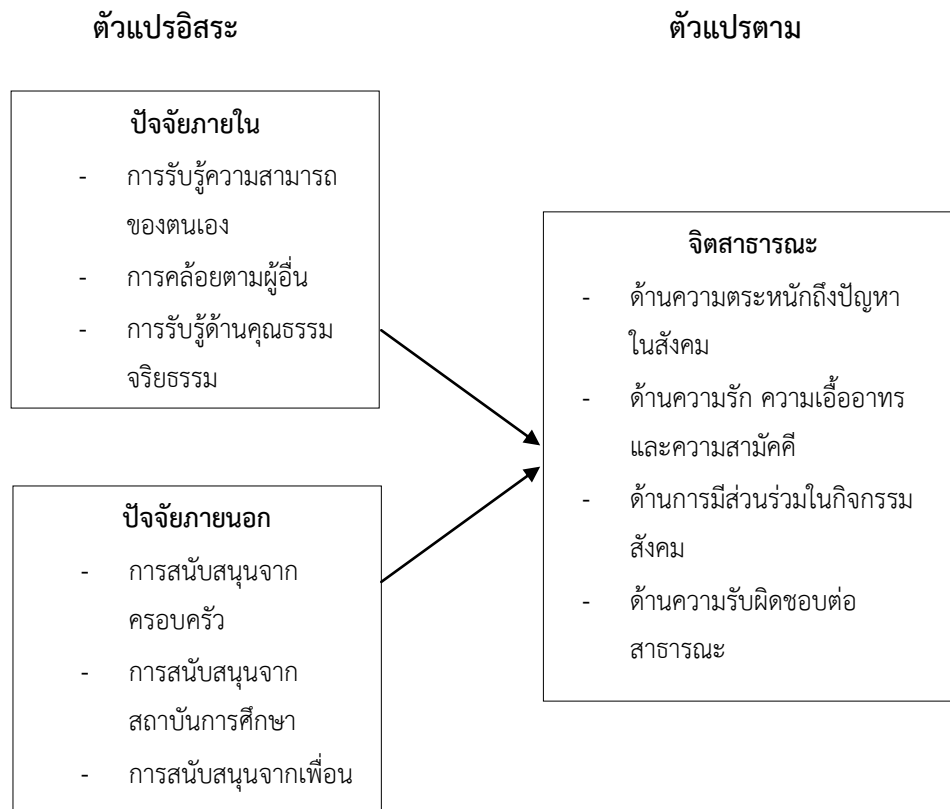 ตัวแปรอิสระ
ตัวแปรตาม
ปัจจัยภายใน
- การรับรู้ความสามารถ
ของตนเอง
- การคล้อยตามผู้อื่น
- การรับรู้ด้านคุณธรรม
จริยธรรม
ปัจจัยภายนอก
- การสนับสนุนจาก
ครอบครัว
- การสนับสนุนจาก
สถาบันการศึกษา
- การสนับสนุนจากเพื่อน
จิตสาธารณะ
- ด้านความตระหนักถึงปัญหา
ในสังคม
- ด้านความรัก ความเอื้ออาทร
และความสามัคคี
- ด้านการมีส่วนร่วมในกิจกรรม
สังคม
- ด้านความรับผิดชอบต่อ
สาธารณะ